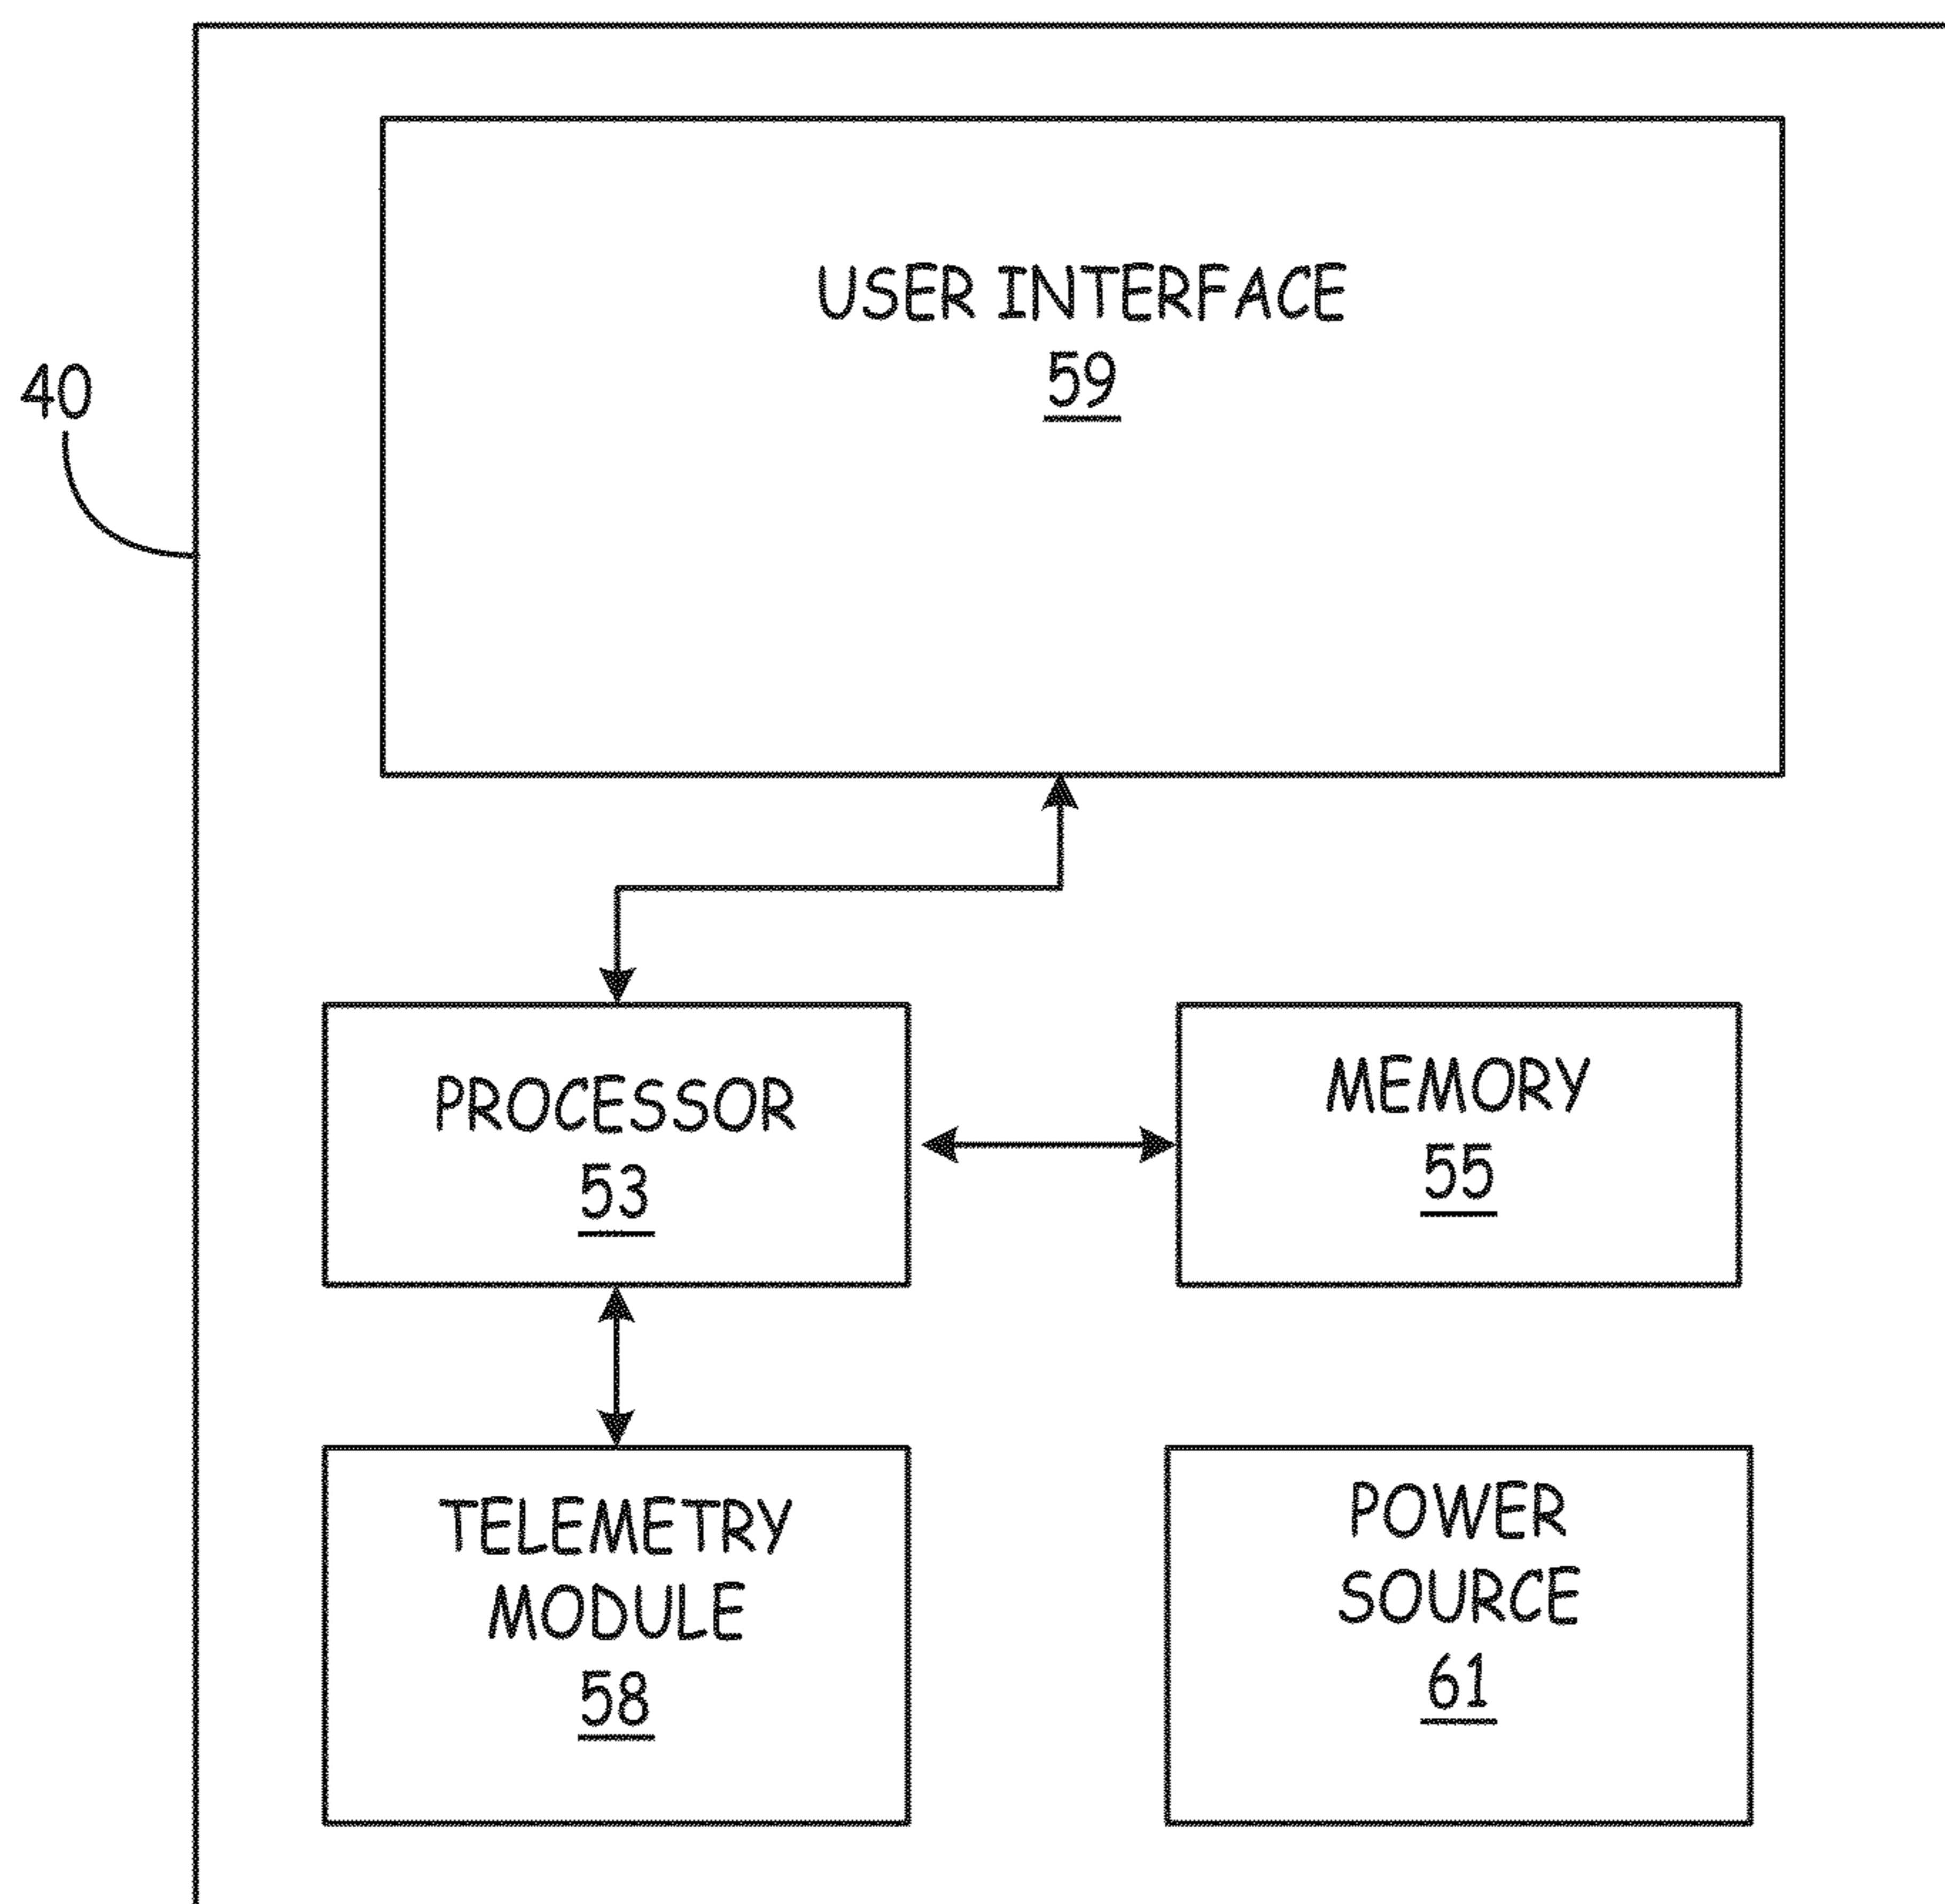 USER INTERFACE
59
40
PROCESSOR
53
MEMORY
55
TELEMETRY
MODULE
58
POWER
SOURCE
61